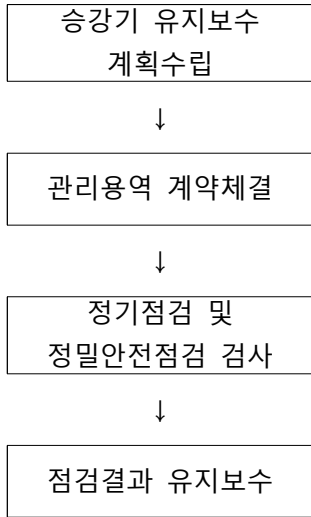 승강기 유지보수
계획수립
↓
관리용역 계약체결
↓
정기점검 및
정밀안전점검 검사
↓
점검결과 유지보수